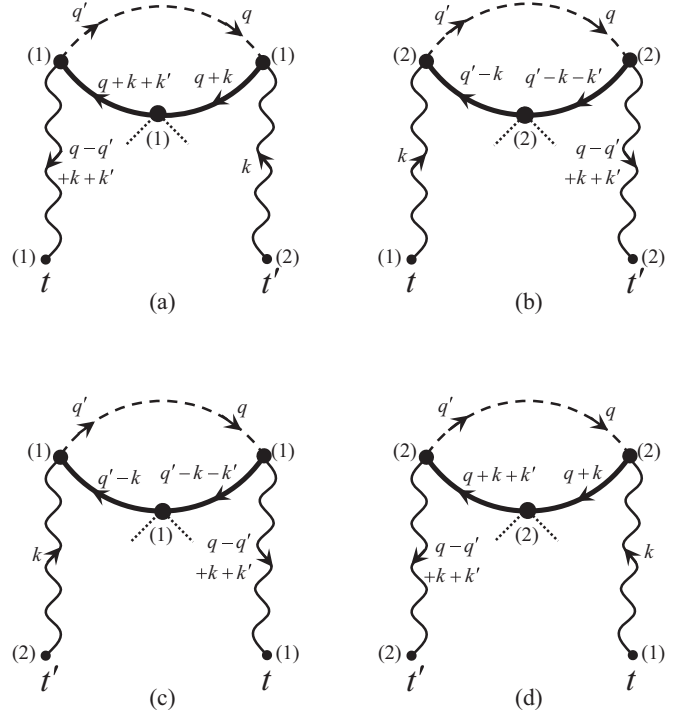 q′ q q′ q
(1) (1) (2) (2)
q+k+k′ q+k q′−k q′−k−k′
(1) (2)
q−q′ q−q′
+k+k′ k k +k+k′
(1) (2) (1) (2)
t t′ t t′
(a) (b)
q′ q q′ q
(1) (1) (2) (2)
q′−k q′−k−k′ q+k+k′ q+k
(1) (2)
q−q′ q−q′
k +k+k′ +k+k′ k
(2) (1) (2) (1)
t′ t t′ t
(c) (d)